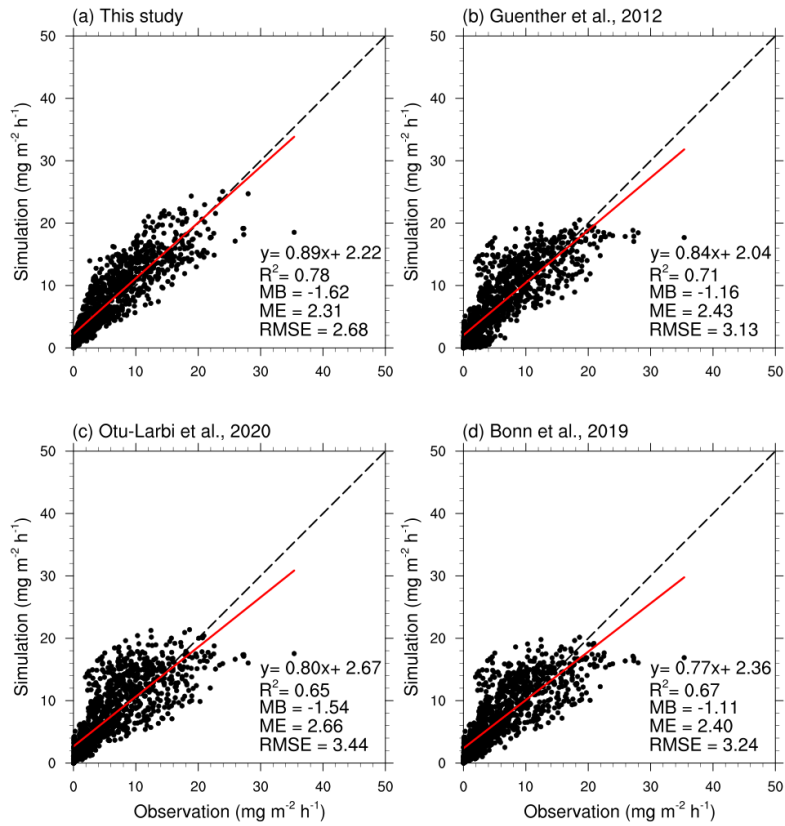 (a) This study
Simulation (mg m⁻² h⁻¹)
50
40
30
20
10
0
y= 0.89x+ 2.22
R²= 0.78
MB = -1.62
ME = 2.31
RMSE = 2.68
0 10 20 30 40 50
(b) Guenther et al., 2012
Simulation (mg m⁻² h⁻¹)
50
40
30
20
10
0
y= 0.84x+ 2.04
R²= 0.71
MB = -1.16
ME = 2.43
RMSE = 3.13
0 10 20 30 40 50
(c) Otu-Larbi et al., 2020
Simulation (mg m⁻² h⁻¹)
50
40
30
20
10
0
y= 0.80x+ 2.67
R²= 0.65
MB = -1.54
ME = 2.66
RMSE = 3.44
0 10 20 30 40 50
Observation (mg m⁻² h⁻¹)
(d) Bonn et al., 2019
Simulation (mg m⁻² h⁻¹)
50
40
30
20
10
0
y= 0.77x+ 2.36
R²= 0.67
MB = -1.11
ME = 2.40
RMSE = 3.24
0 10 20 30 40 50
Observation (mg m⁻² h⁻¹)